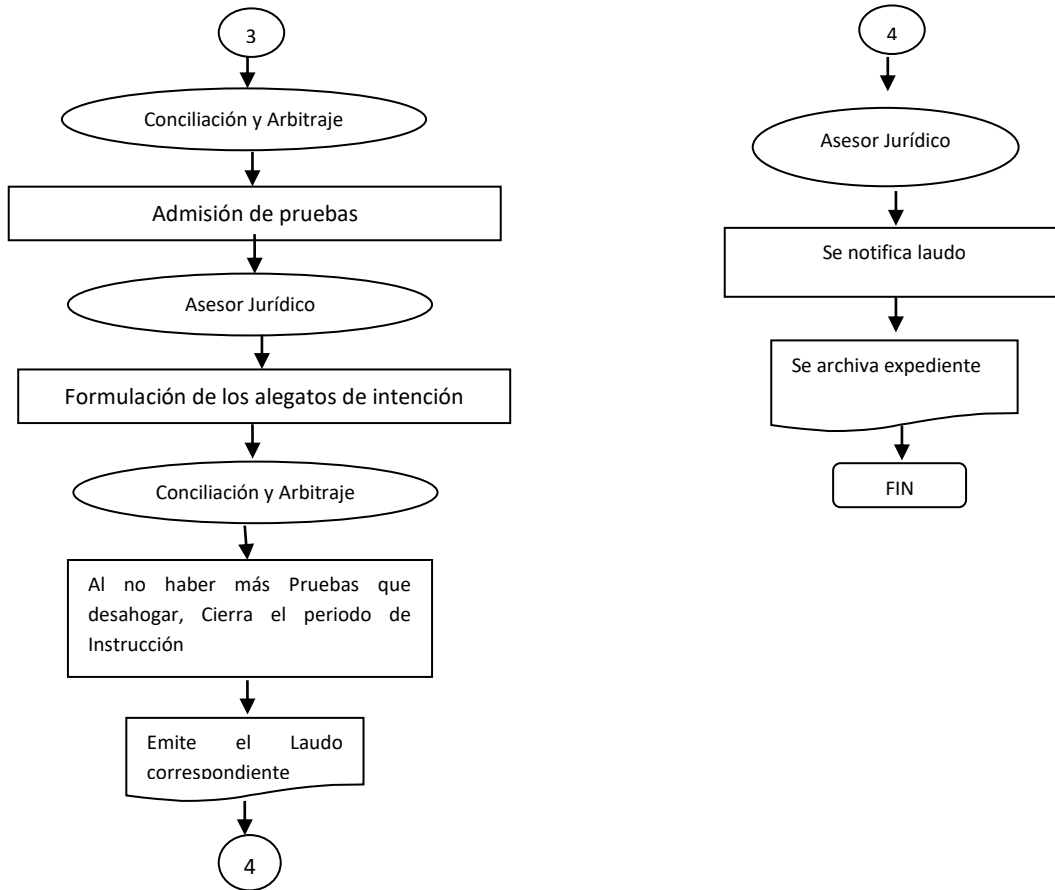 3
Conciliación y Arbitraje
Admisión de pruebas
Asesor Jurídico
Formulación de los alegatos de intención
Conciliación y Arbitraje
Al no haber más Pruebas que
desahogar, Cierra el periodo de
Instrucción
Emite el Laudo
correspondiente
4
4
Asesor Jurídico
Se notifica laudo
Se archiva expediente
FIN